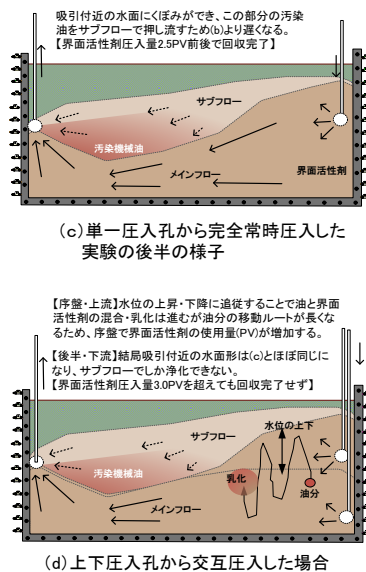 吸引付近の水面にくぼみができ、この部分の汚染
油をサブフローで押し流すため(b)より遅くなる。
【界面活性剤圧入量2.5PV前後で回収完了】
サブフロー
汚染機械油
界面活性剤
メインフロー
(c)単一圧入孔から完全常時圧入した
実験の後半の様子
【序盤・上流】水位の上昇・下降に追従することで油と界面
活性剤の混合・乳化は進むが油分の移動ルートが長くな
るため、序盤で界面活性剤の使用量(PV)が増加する。
【後半・下流】結局吸引付近の水面形は(c)とほぼ同じに
なり、サブフローでしか浄化できない。
【界面活性剤圧入量3.0PVを超えても回収完了せず】
水位の上下
サブフロー
汚染機械油
乳化
油分
メインフロー
(d)上下圧入孔から交互圧入した場合